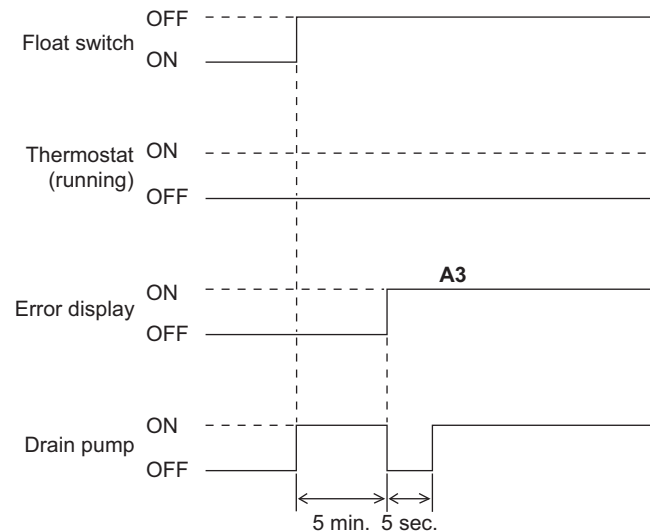 OFF
Float switch
ON
Thermostat
(running)
ON
OFF
A3
ON
Error display
OFF
ON
Drain pump
OFF
5 min. 5 sec.